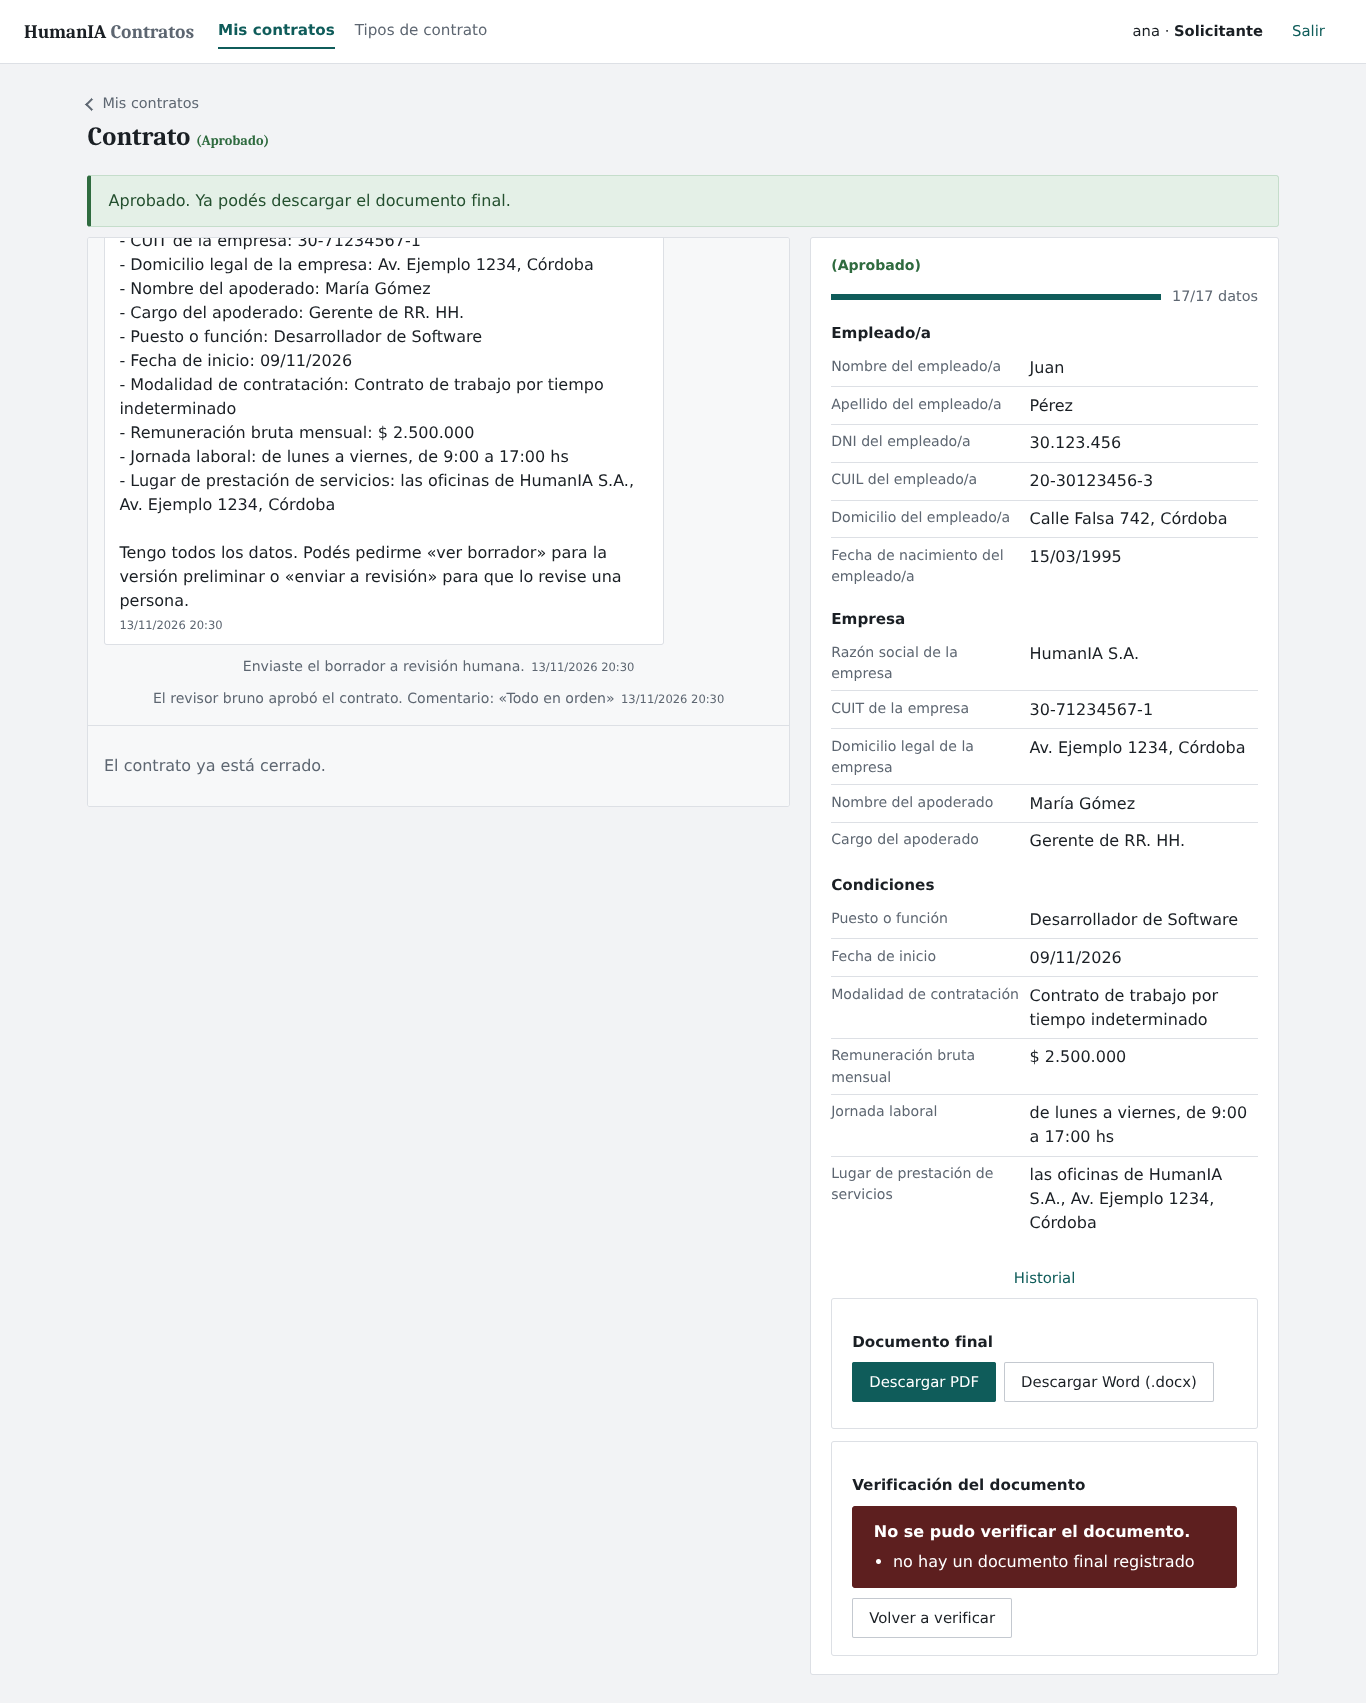 HumanIA Contratos
Mis contratos
Tipos de contrato
ana · Solicitante
Salir
Mis contratos
Contrato (Aprobado)
Aprobado. Ya podés descargar el documento final.
- CUIT de la empresa: 30-71234567-1
- Domicilio legal de la empresa: Av. Ejemplo 1234, Córdoba
- Nombre del apoderado: María Gómez
- Cargo del apoderado: Gerente de RR. HH.
- Puesto o función: Desarrollador de Software
- Fecha de inicio: 09/11/2026
- Modalidad de contratación: Contrato de trabajo por tiempo
indeterminado
- Remuneración bruta mensual: $ 2.500.000
- Jornada laboral: de lunes a viernes, de 9:00 a 17:00 hs
- Lugar de prestación de servicios: las oficinas de HumanIA S.A.,
Av. Ejemplo 1234, Córdoba
Tengo todos los datos. Podés pedirme «ver borrador» para la
versión preliminar o «enviar a revisión» para que lo revise una
persona.
13/11/2026 20:30
Enviaste el borrador a revisión humana. 13/11/2026 20:30
El revisor bruno aprobó el contrato. Comentario: «Todo en orden» 13/11/2026 20:30
El contrato ya está cerrado.
(Aprobado)
17/17 datos
Empleado/a
Nombre del empleado/a Juan
Apellido del empleado/a Pérez
DNI del empleado/a 30.123.456
CUIL del empleado/a 20-30123456-3
Domicilio del empleado/a Calle Falsa 742, Córdoba
Fecha de nacimiento del 15/03/1995
empleado/a
Empresa
Razón social de la HumanIA S.A.
empresa
CUIT de la empresa 30-71234567-1
Domicilio legal de la Av. Ejemplo 1234, Córdoba
empresa
Nombre del apoderado María Gómez
Cargo del apoderado Gerente de RR. HH.
Condiciones
Puesto o función Desarrollador de Software
Fecha de inicio 09/11/2026
Modalidad de contratación Contrato de trabajo por
tiempo indeterminado
Remuneración bruta $ 2.500.000
mensual
Jornada laboral de lunes a viernes, de 9:00
a 17:00 hs
Lugar de prestación de las oficinas de HumanIA
servicios S.A., Av. Ejemplo 1234,
Córdoba
Historial
Documento final
Descargar PDF
Descargar Word (.docx)
Verificación del documento
No se pudo verificar el documento.
• no hay un documento final registrado
Volver a verificar